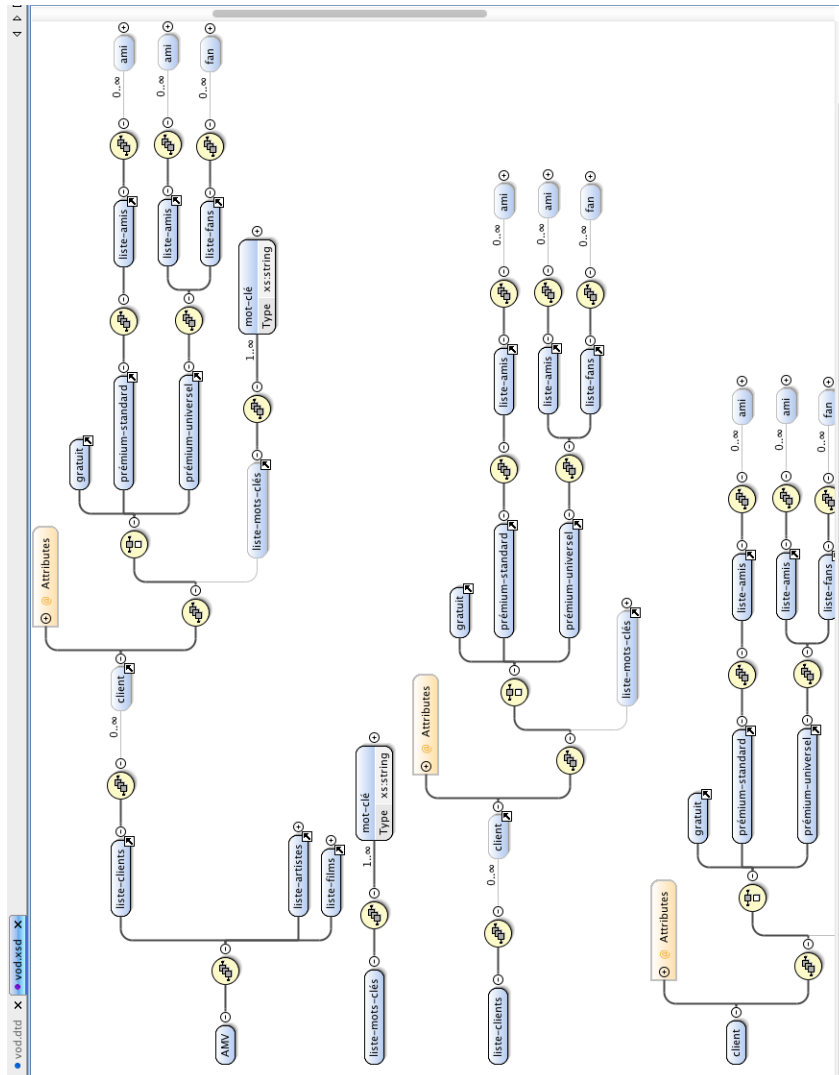 vod.dtd
vod.xsd
AMV
liste-clients
0..∞
client
@ Attributes
gratuit
prémium-standard
liste-amis
0..∞
ami
prémium-universel
liste-amis
0..∞
ami
liste-fans
0..∞
fan
liste-mots-clés
1..∞
mot-clé
Type xs:string
liste-artistes
liste-films
liste-mots-clés
1..∞
mot-clé
Type xs:string
liste-clients
0..∞
client
@ Attributes
gratuit
prémium-standard
liste-amis
0..∞
ami
prémium-universel
liste-amis
0..∞
ami
liste-fans
0..∞
fan
liste-mots-clés
client
@ Attributes
gratuit
prémium-standard
liste-amis
0..∞
ami
prémium-universel
liste-amis
0..∞
ami
liste-fans
0..∞
fan